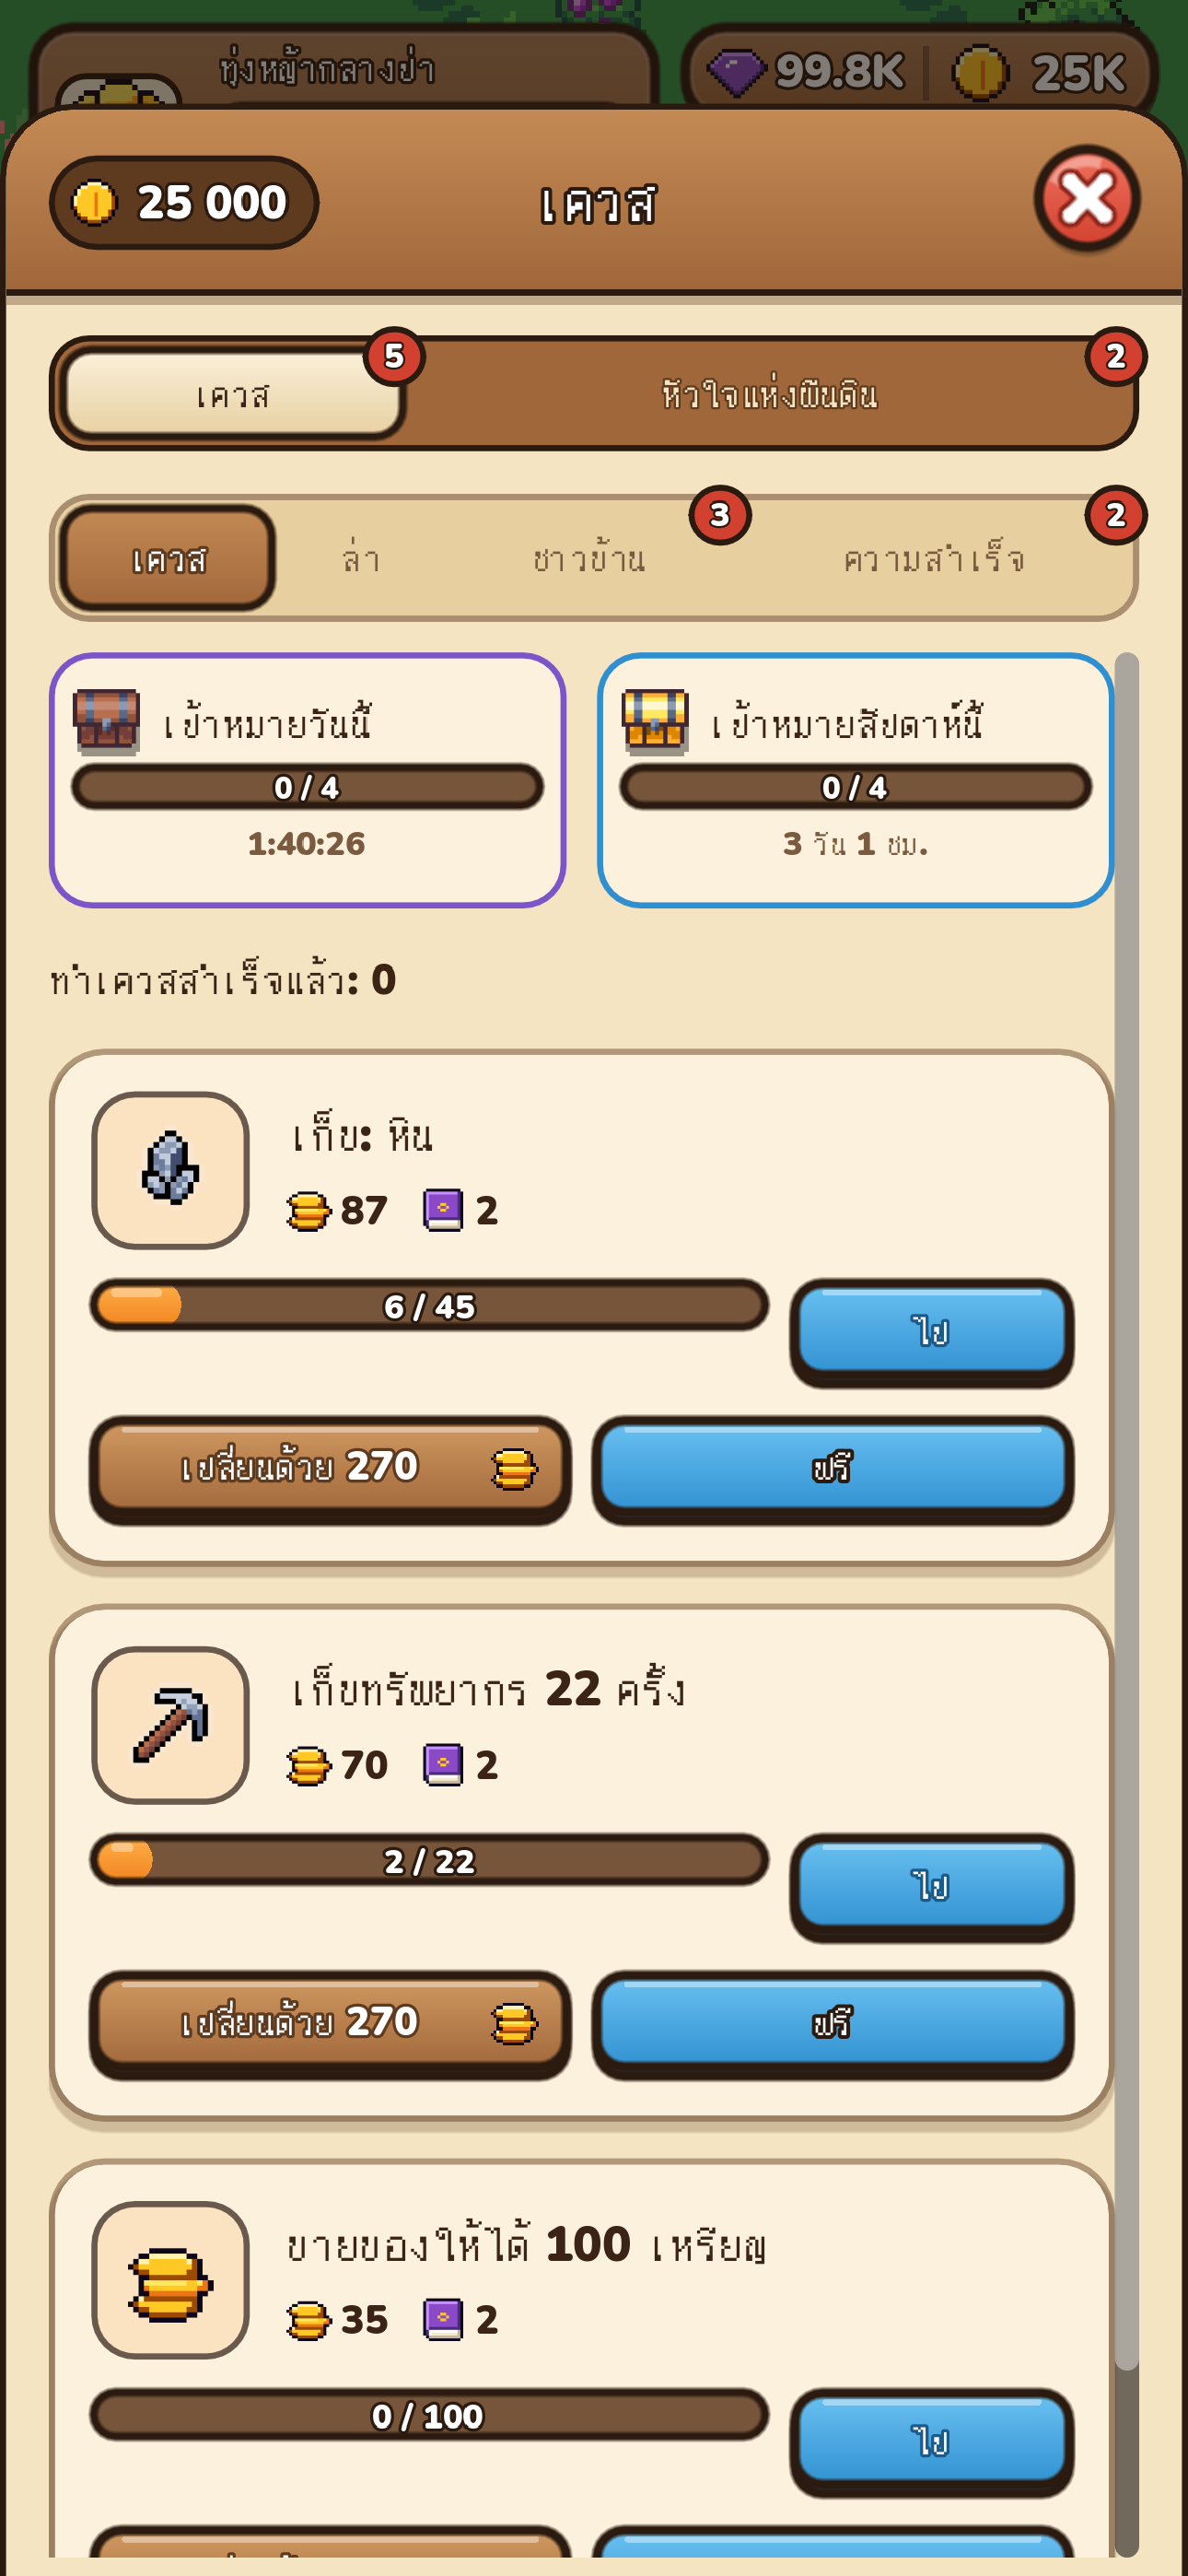 ทุ่งหญ้ากลางป่า
99.8K
25K
25 000
เควส
เควส
5
หัวใจแห่งผืนดิน
2
เควส
ล่า
ชาวบ้าน
3
ความสำเร็จ
2
เป้าหมายวันนี้
0 / 4
1:40:26
เป้าหมายสัปดาห์นี้
0 / 4
3 วัน 1 ชม.
ทำเควสสำเร็จแล้ว: 0
เก็บ: หิน
87 2
6 / 45
ไป
เปลี่ยนด้วย 270
ฟรี
เก็บทรัพยากร 22 ครั้ง
70 2
2 / 22
ไป
เปลี่ยนด้วย 270
ฟรี
ขายของให้ได้ 100 เหรียญ
35 2
0 / 100
ไป